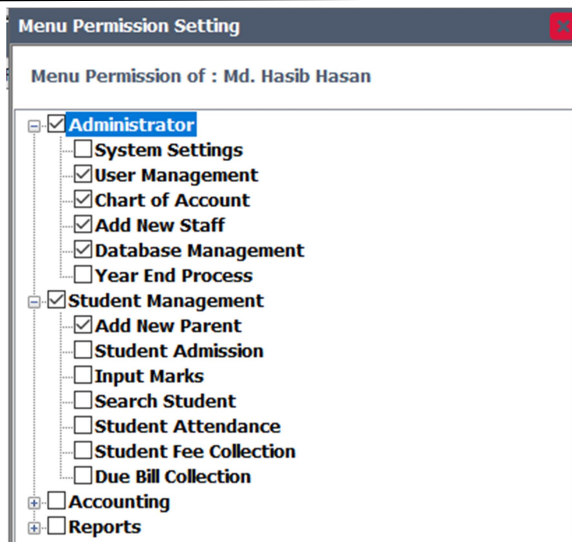 Menu Permission Setting
Menu Permission of : Md. Hasib Hasan
Administrator
System Settings
User Management
Chart of Account
Add New Staff
Database Management
Year End Process
Student Management
Add New Parent
Student Admission
Input Marks
Search Student
Student Attendance
Student Fee Collection
Due Bill Collection
Accounting
Reports